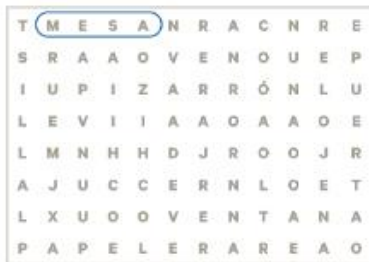 T M E S A N R A C N R E
S R A A O V E N O U E P
I U P I Z A R R Ó N L U
L E V I I A A O A A O E
L M N H H D J R O O J R
A J U C C E R N L O E T
L X U O O V E N T A N A
P A P E L E R A R E A O